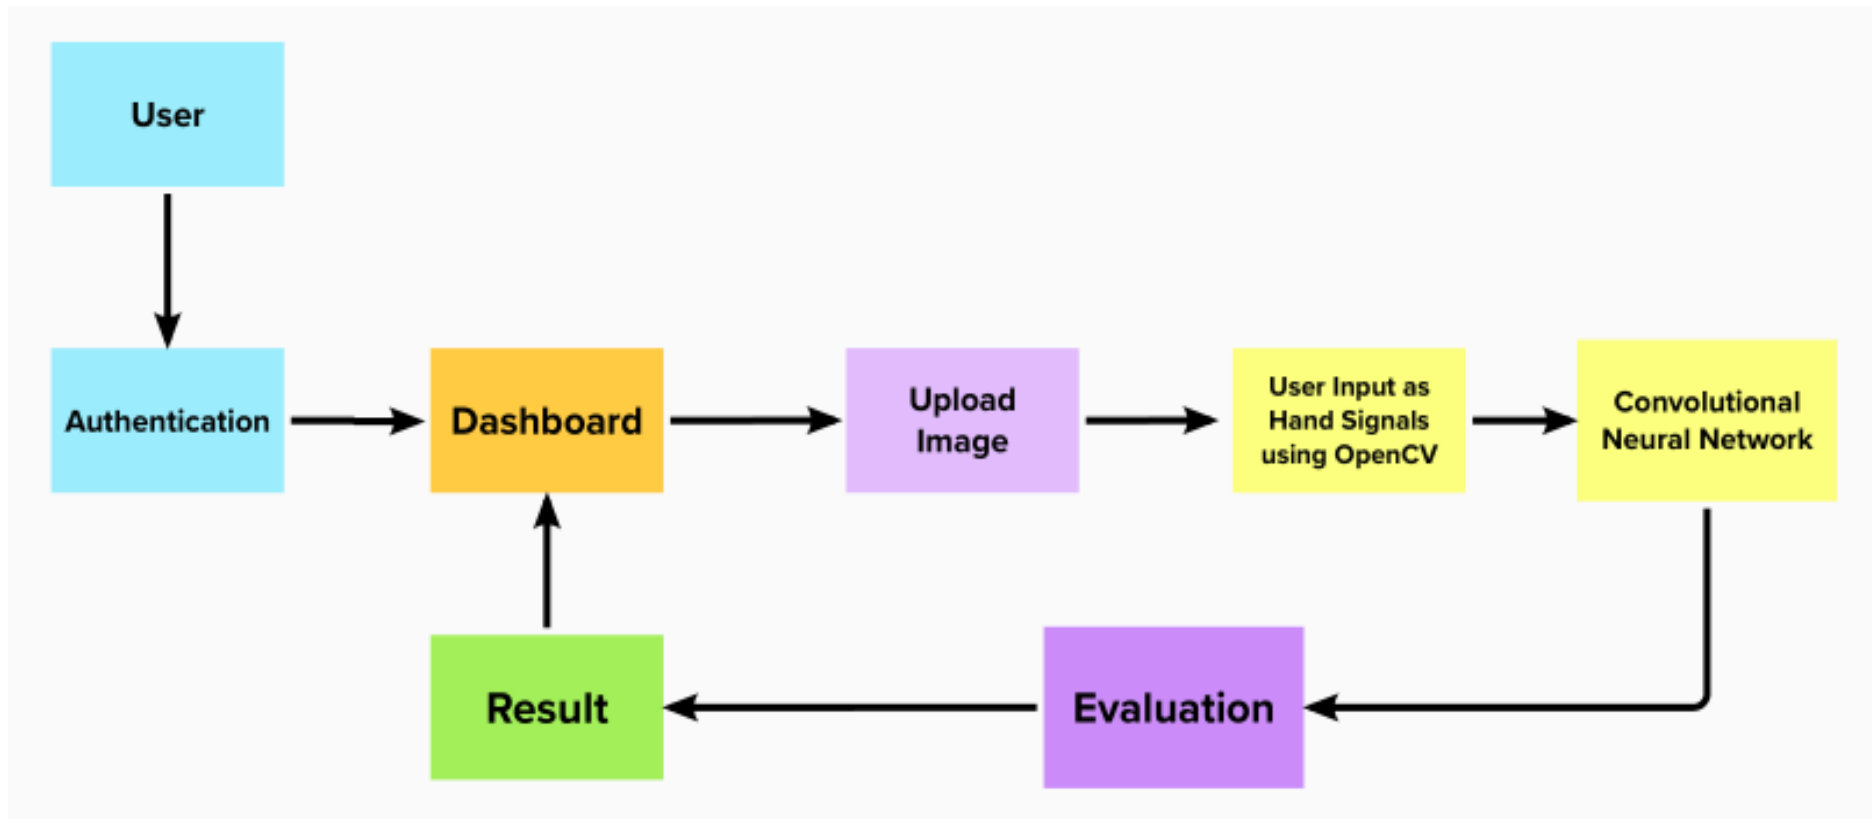 User
Authentication
Dashboard
Upload
Image
User Input as
Hand Signals
using OpenCV
Convolutional
Neural Network
Result
Evaluation